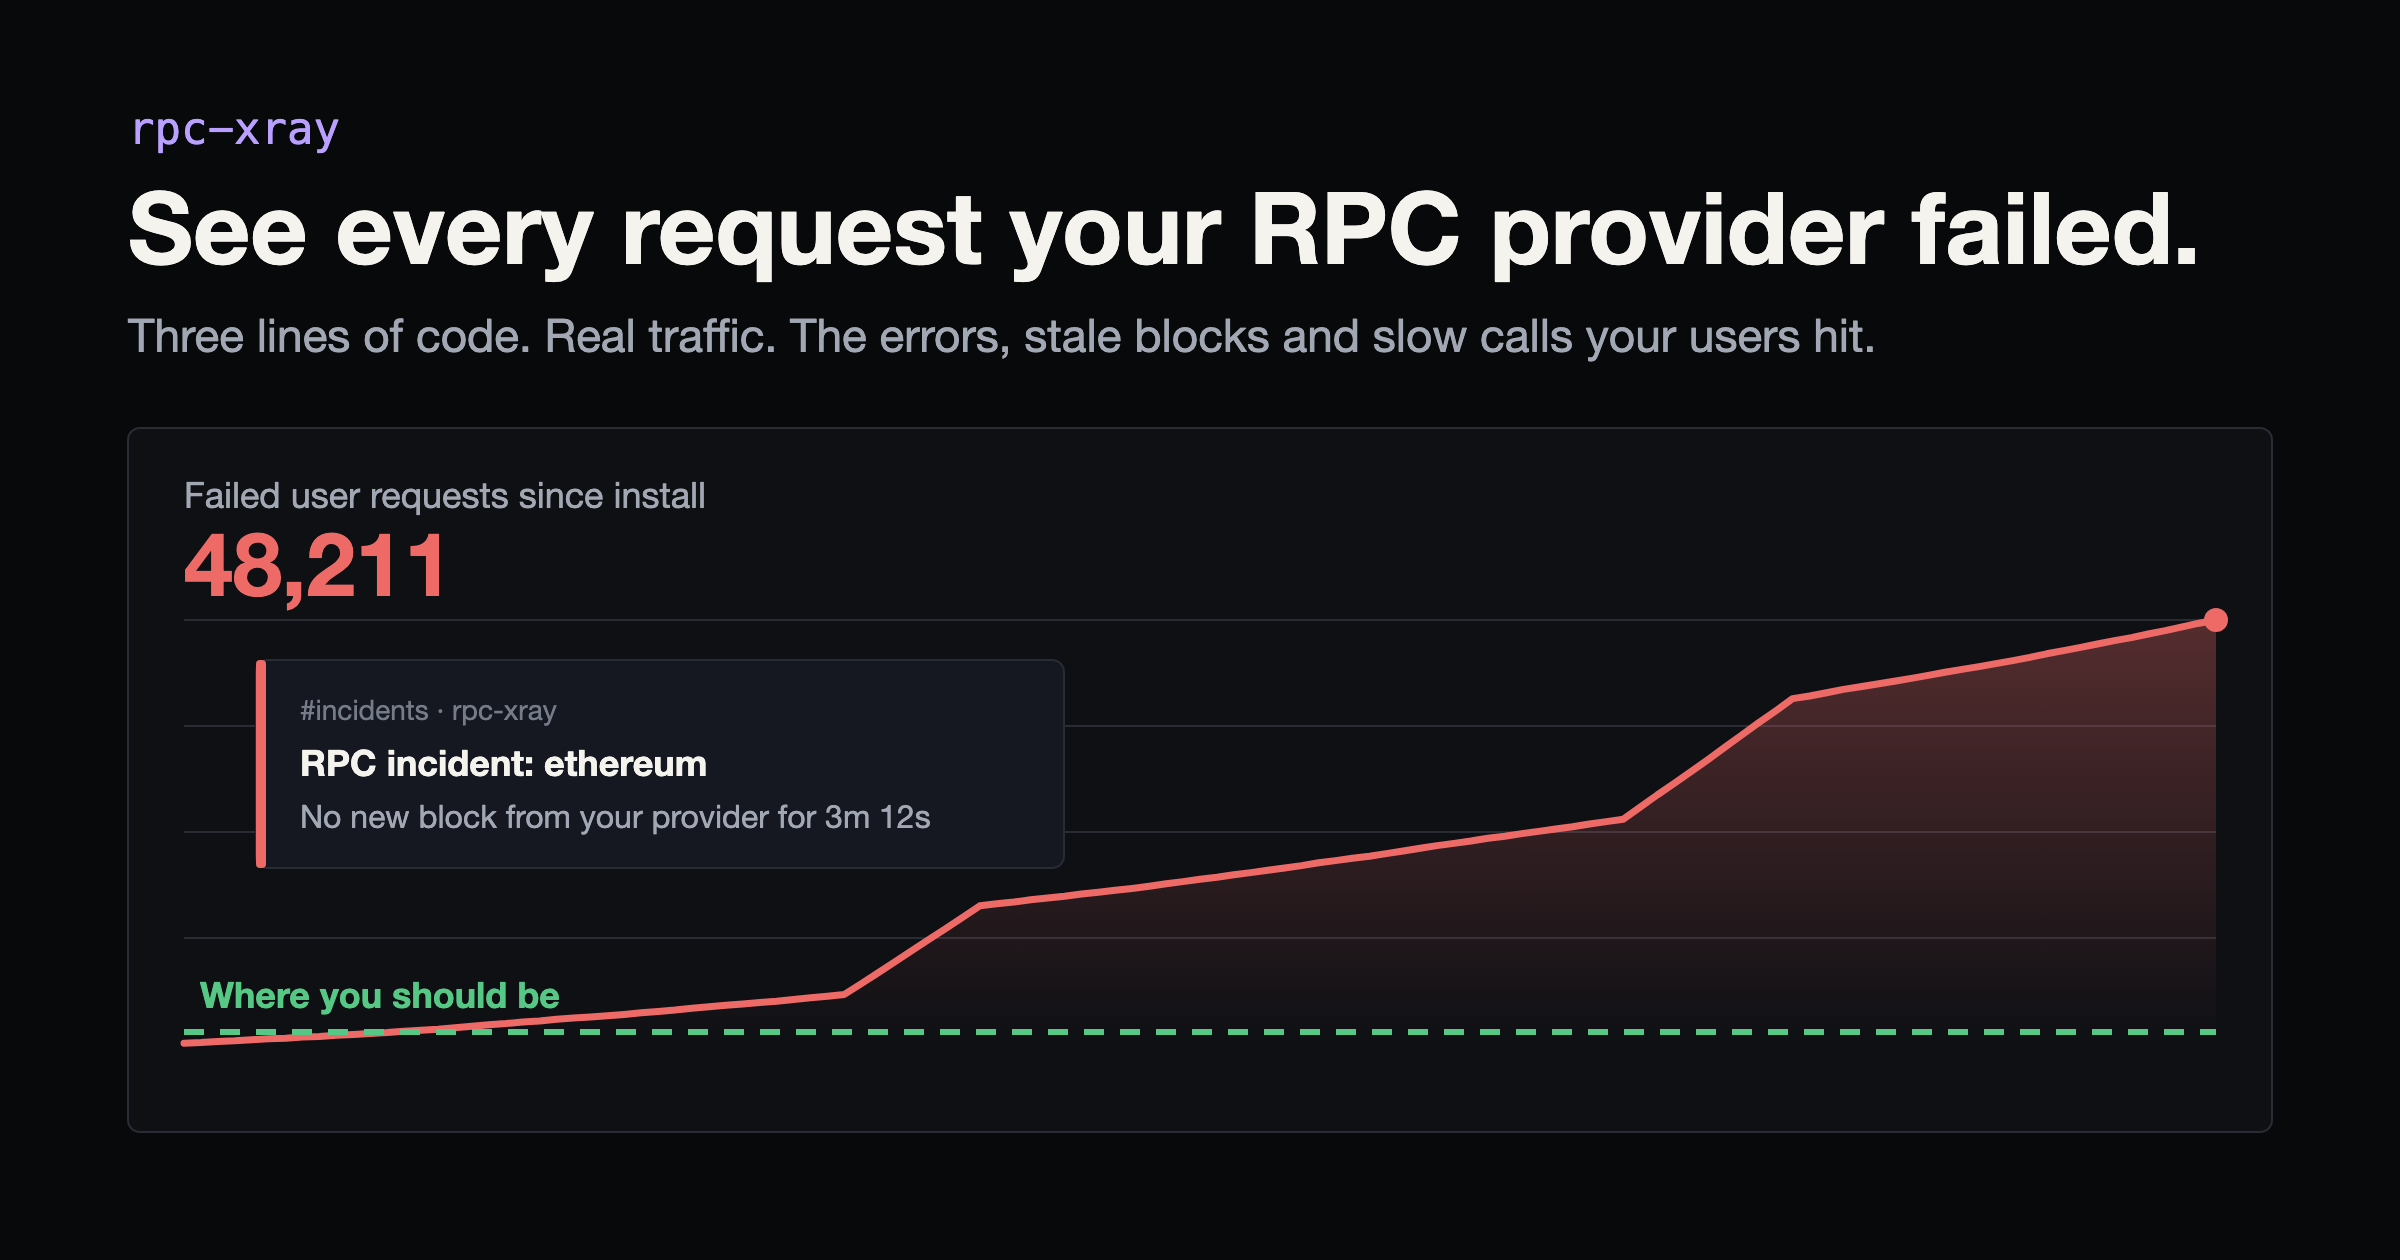 rpc-xray
See every request your RPC provider failed.
Three lines of code. Real traffic. The errors, stale blocks and slow calls your users hit.
Failed user requests since install
48,211
#incidents · rpc-xray
RPC incident: ethereum
No new block from your provider for 3m 12s
Where you should be